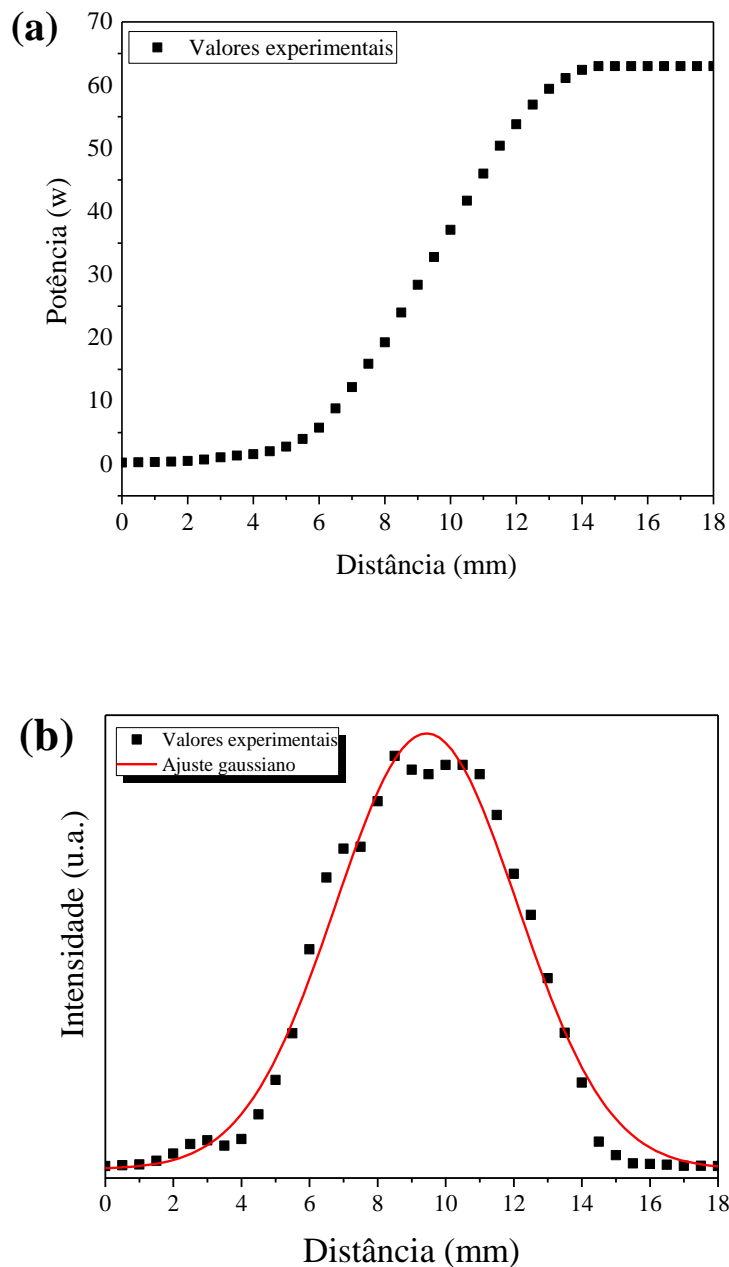 (a)
Valores experimentais
Potência (w)
70
60
50
40
30
20
10
0
0 2 4 6 8 10 12 14 16 18
Distância (mm)
(b)
Valores experimentais
Ajuste gaussiano
Intensidade (u.a.)
0 2 4 6 8 10 12 14 16 18
Distância (mm)